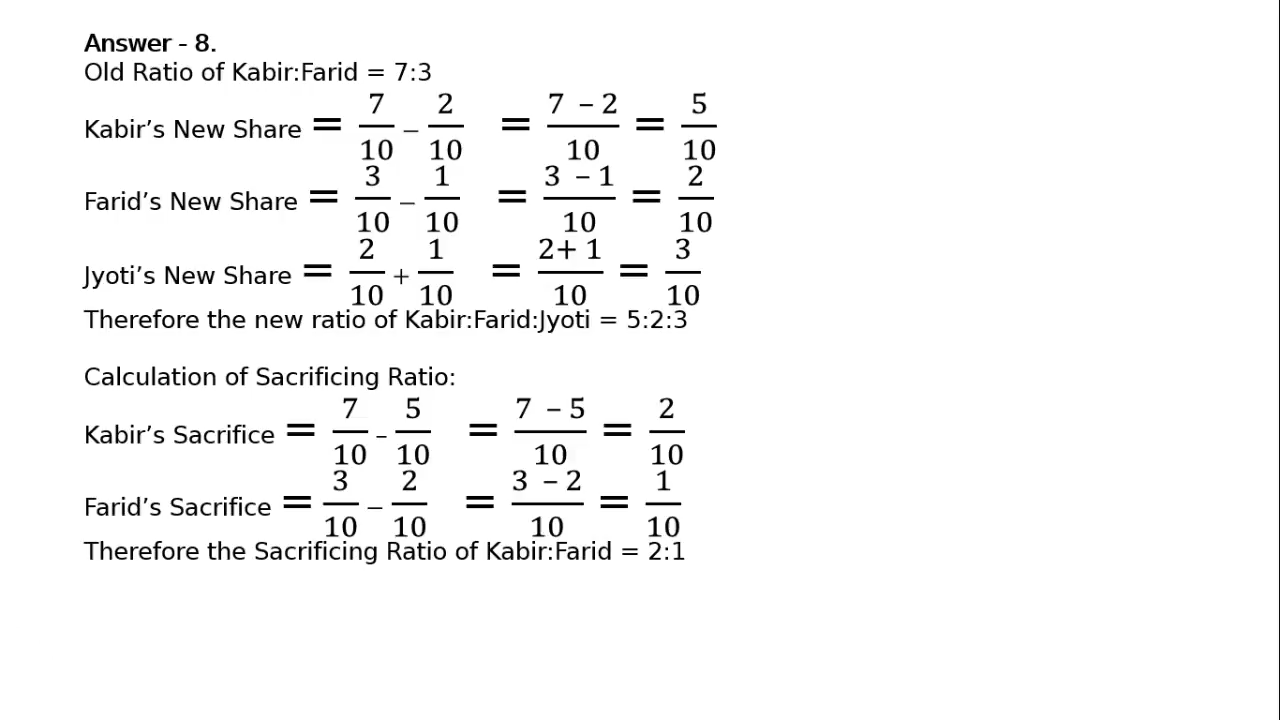 Answer - 8.
Old Ratio of Kabir:Farid = 7:3
Kabir’s New Share = 7/10 – 2/10 = 7 – 2/10 = 5/10
Farid’s New Share = 3/10 – 1/10 = 3 – 1/10 = 2/10
Jyoti’s New Share = 2/10 + 1/10 = 2+ 1/10 = 3/10
Therefore the new ratio of Kabir:Farid:Jyoti = 5:2:3
Calculation of Sacrificing Ratio:
Kabir’s Sacrifice = 7/10 – 5/10 = 7 – 5/10 = 2/10
Farid’s Sacrifice = 3/10 – 2/10 = 3 – 2/10 = 1/10
Therefore the Sacrificing Ratio of Kabir:Farid = 2:1